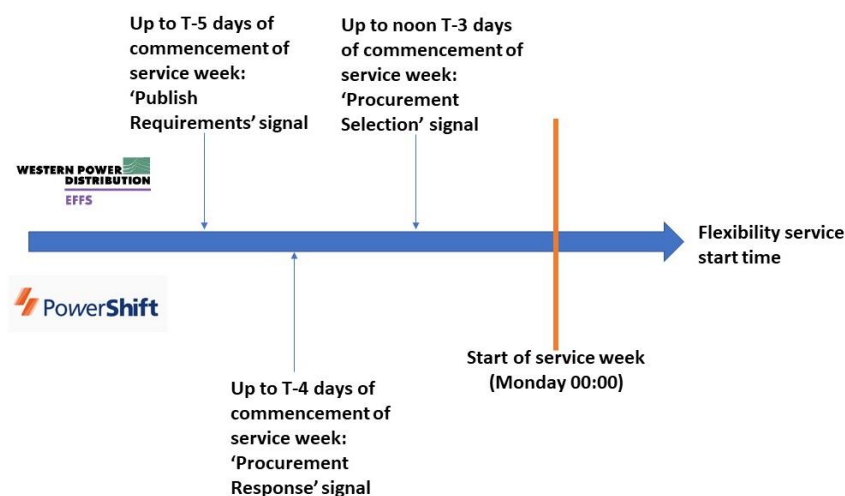 Up to T-5 days of
commencement of
service week:
‘Publish
Requirements’ signal
Up to noon T-3 days
of commencement of
service week:
‘Procurement
Selection’ signal
WESTERN POWER
DISTRIBUTION
EFFS
Flexibility service
start time
PowerShift
Start of service week
(Monday 00:00)
Up to T-4 days of
commencement of
service week:
‘Procurement
Response’ signal